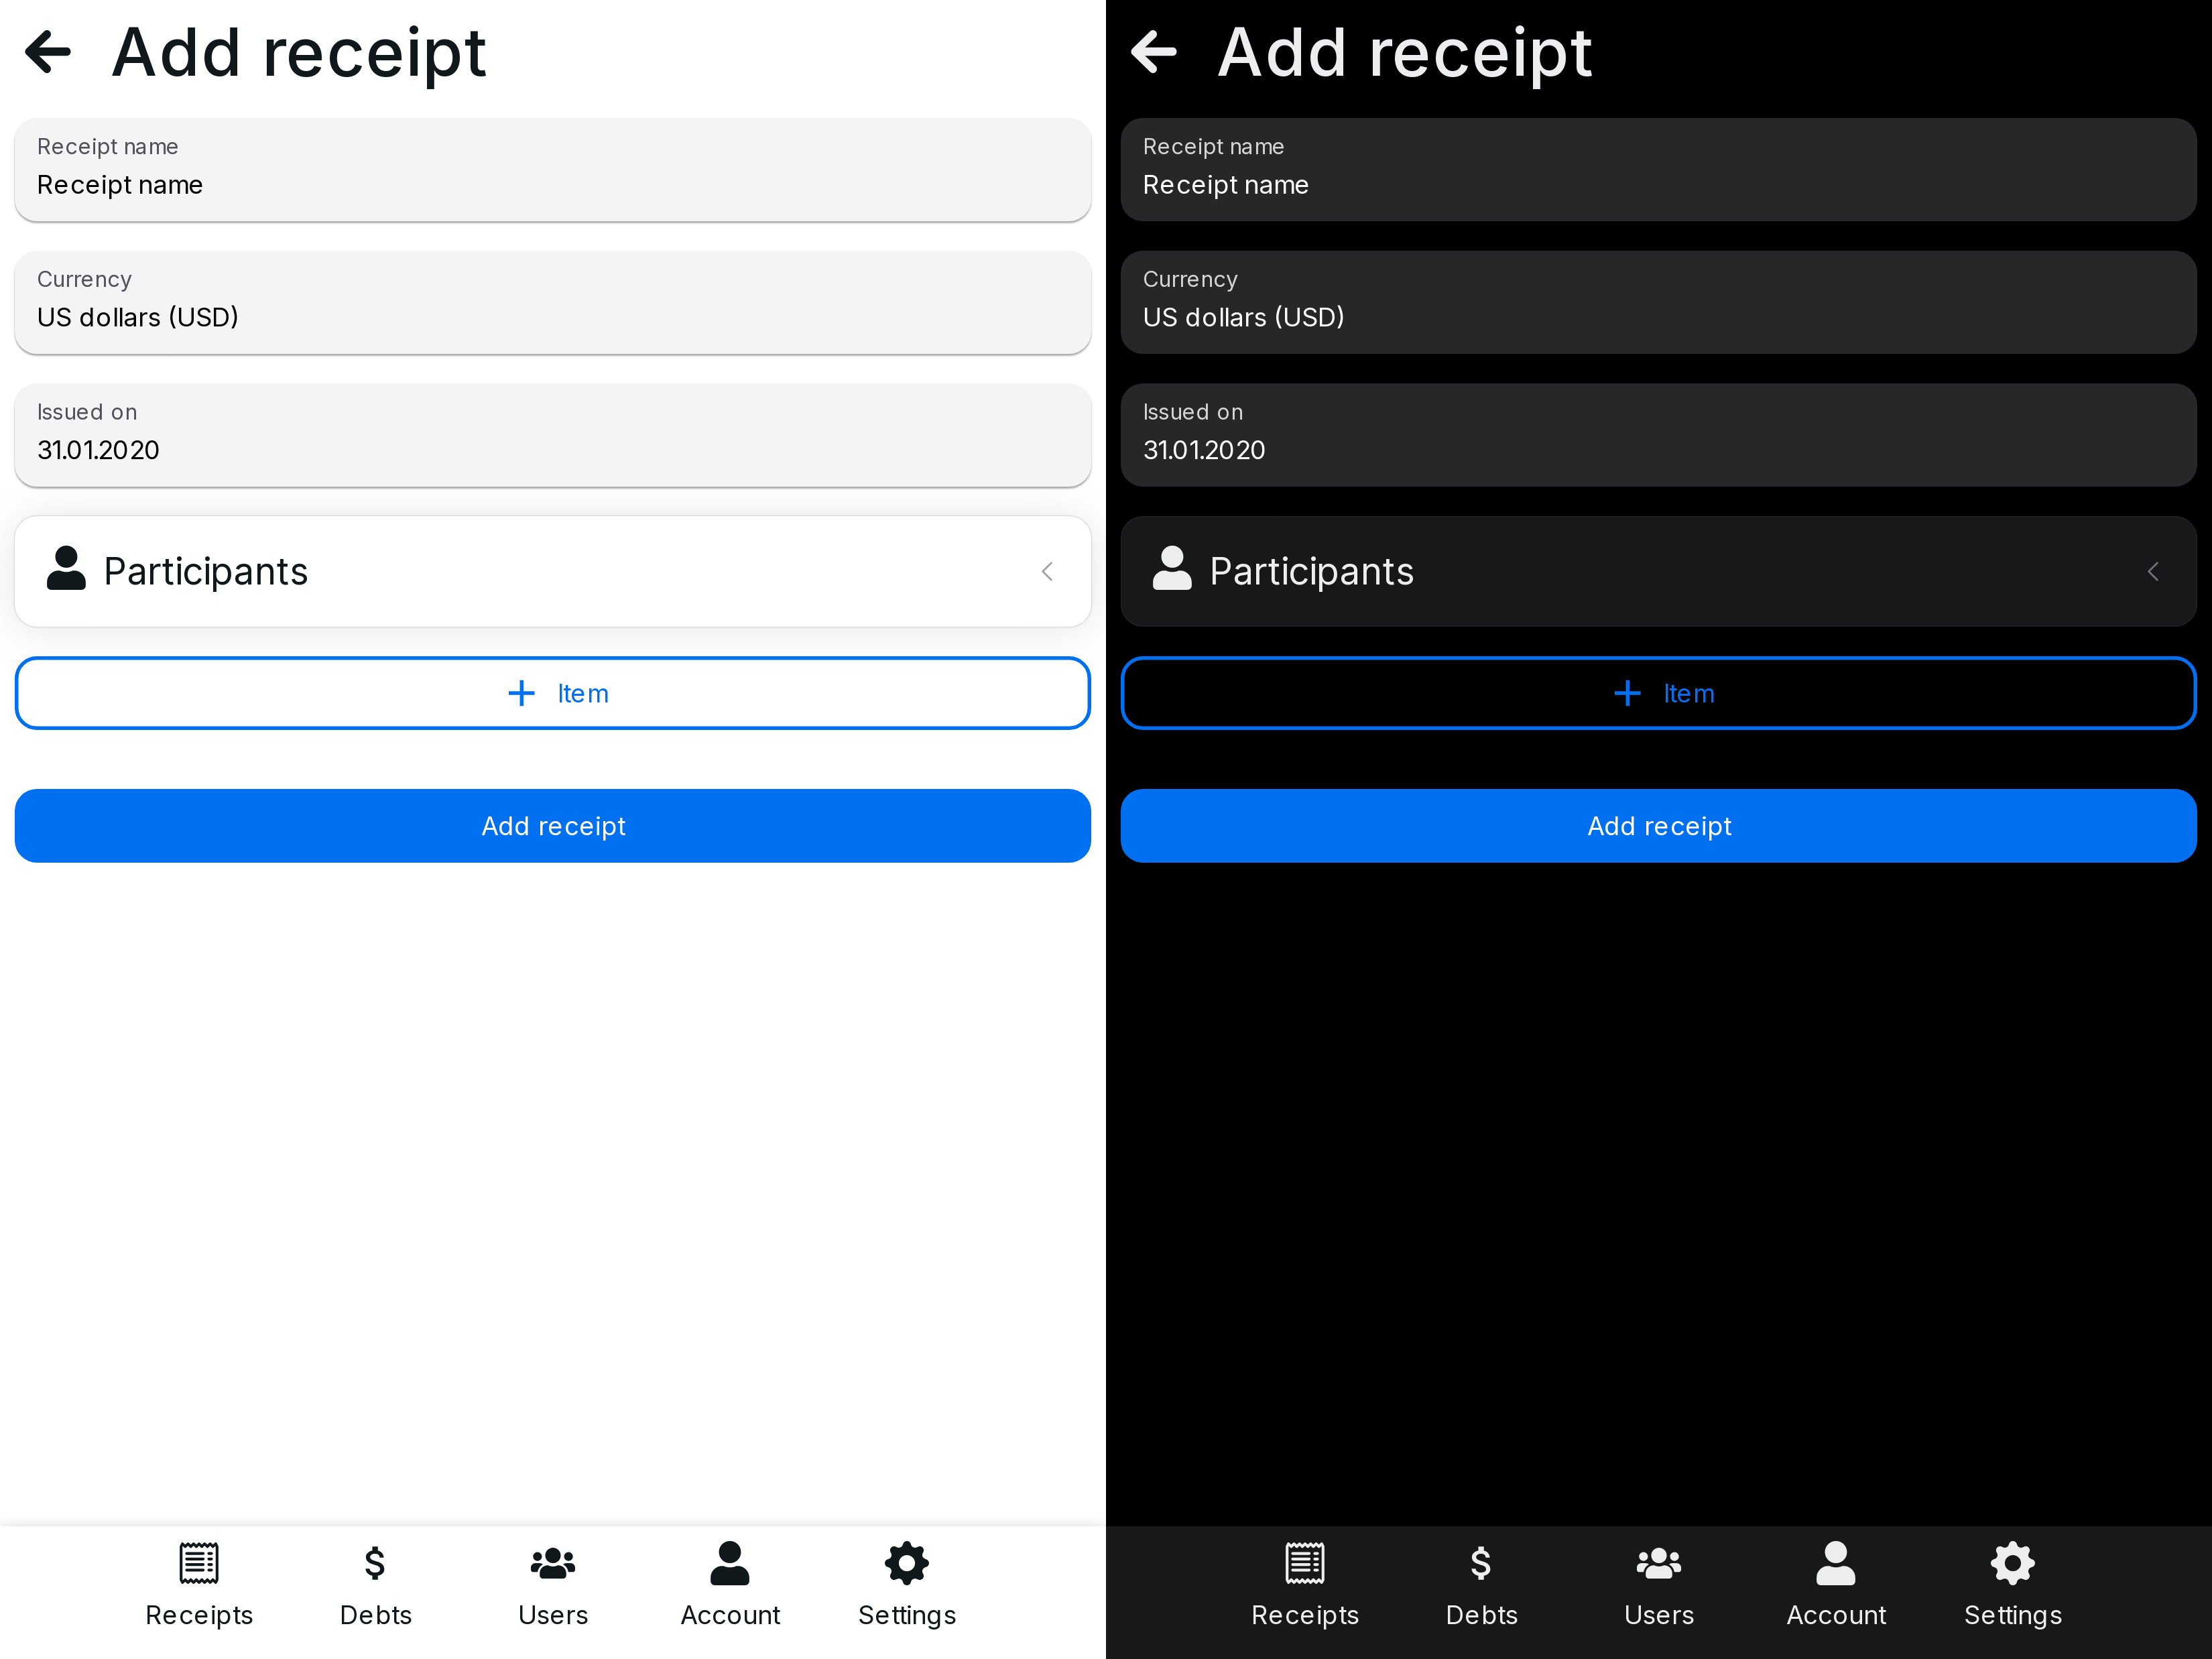 Add receipt
Receipt name
Receipt name
Currency
US dollars (USD)
Issued on
31.01.2020
Participants
+ Item
Add receipt
Receipts
$
Debts
Users
Account
Settings
Add receipt
Receipt name
Receipt name
Currency
US dollars (USD)
Issued on
31.01.2020
Participants
+ Item
Add receipt
Receipts
$
Debts
Users
Account
Settings